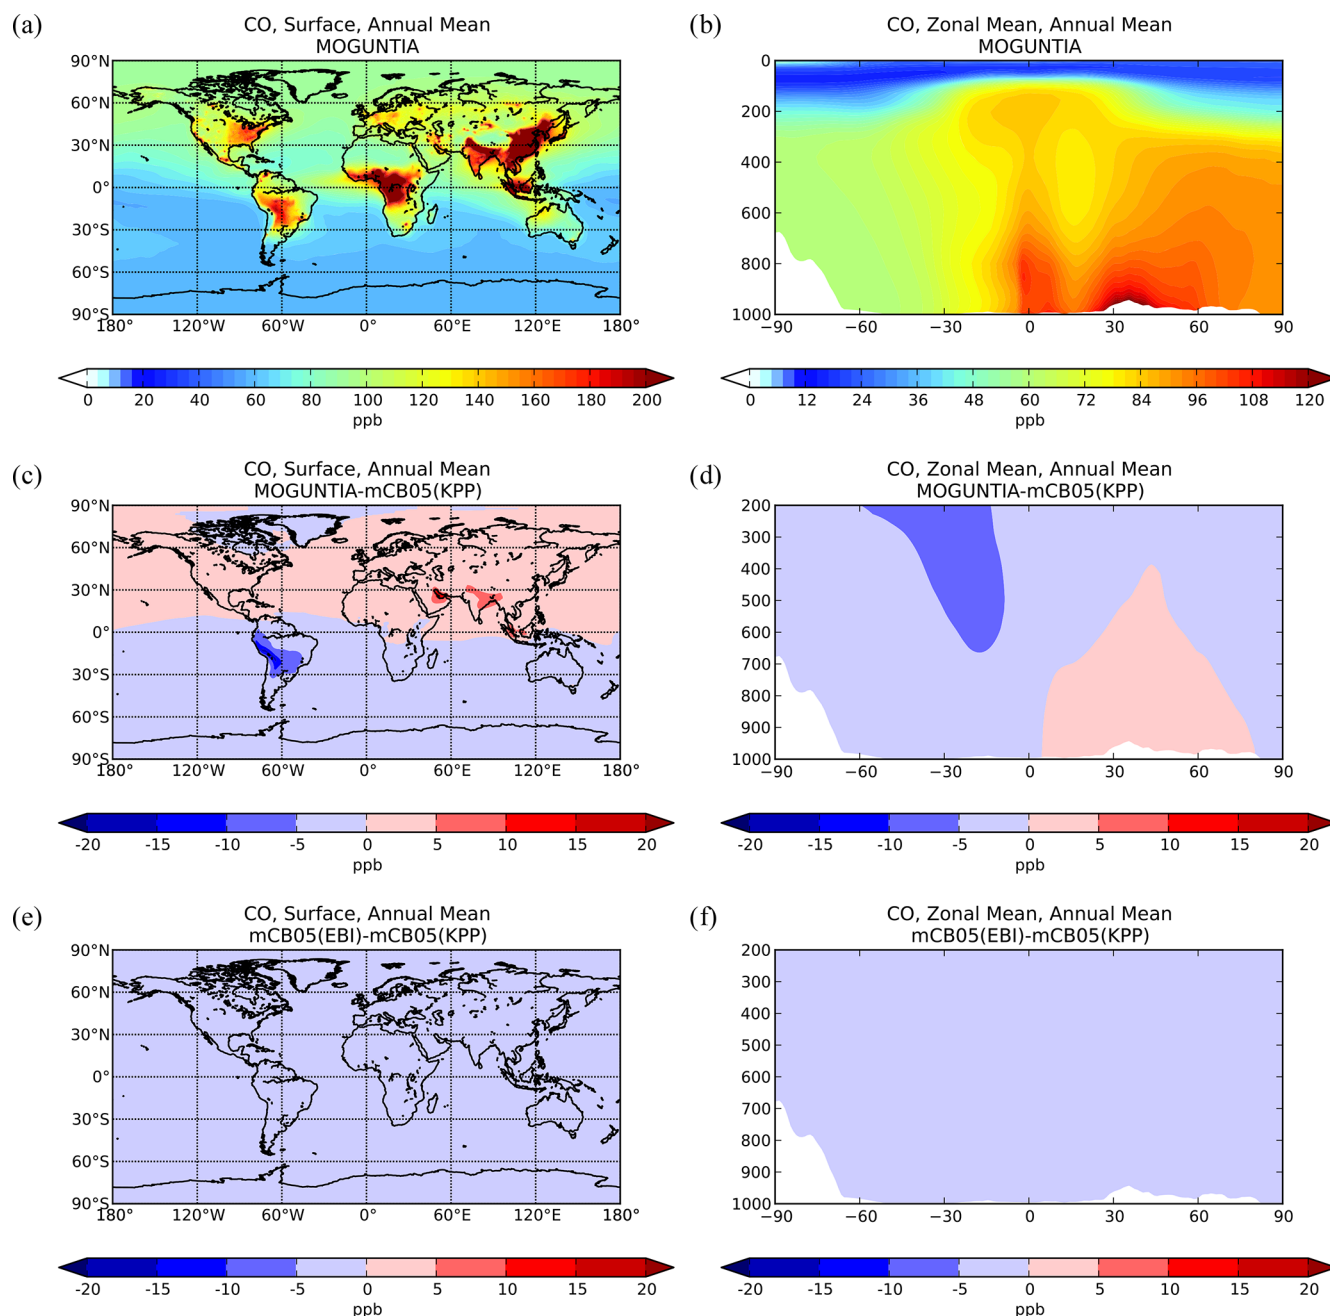 (a)
CO, Surface, Annual Mean
MOGUNTIA
90°N
60°N
30°N
0°
30°S
60°S
90°S
180° 120°W 60°W 0° 60°E 120°E 180°
0 20 40 60 80 100 120 140 160 180 200
ppb
(b)
CO, Zonal Mean, Annual Mean
MOGUNTIA
0
200
400
600
800
1000
−90 −60 −30 0 30 60 90
0 12 24 36 48 60 72 84 96 108 120
ppb
(c)
CO, Surface, Annual Mean
MOGUNTIA-mCB05(KPP)
90°N
60°N
30°N
0°
30°S
60°S
90°S
180° 120°W 60°W 0° 60°E 120°E 180°
-20 -15 -10 -5 0 5 10 15 20
ppb
(d)
CO, Zonal Mean, Annual Mean
MOGUNTIA-mCB05(KPP)
200
300
400
500
600
700
800
900
1000
−90 −60 −30 0 30 60 90
-20 -15 -10 -5 0 5 10 15 20
ppb
(e)
CO, Surface, Annual Mean
mCB05(EBI)-mCB05(KPP)
90°N
60°N
30°N
0°
30°S
60°S
90°S
180° 120°W 60°W 0° 60°E 120°E 180°
-20 -15 -10 -5 0 5 10 15 20
ppb
(f)
CO, Zonal Mean, Annual Mean
mCB05(EBI)-mCB05(KPP)
200
300
400
500
600
700
800
900
1000
−90 −60 −30 0 30 60 90
-20 -15 -10 -5 0 5 10 15 20
ppb